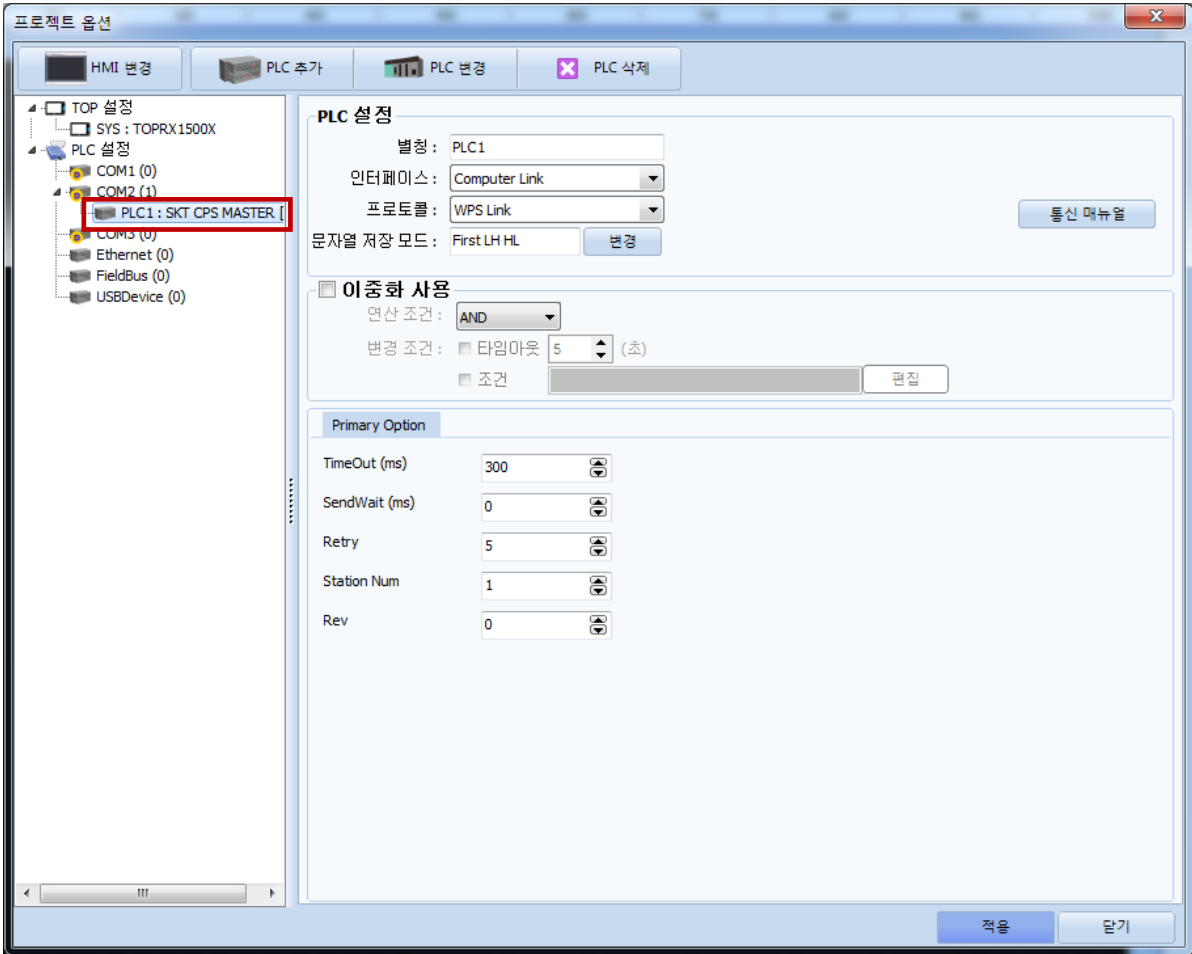 프로젝트 옵션
HMI 변경
PLC 추가
PLC 변경
PLC 삭제
TOP 설정
SYS : TOPRX1500X
PLC 설정
COM1 (0)
COM2 (1)
PLC1 : SKT CPS MASTER [
COM3 (0)
Ethernet (0)
FieldBus (0)
USBDevice (0)
PLC 설정
별칭 : PLC1
인터페이스 : Computer Link
프로토콜 : WPS Link
통신 매뉴얼
문자열 저장 모드 : First LH HL 변경
이중화 사용
연산 조건 : AND
변경 조건 : 타임아웃 5 (초)
조건 편집
Primary Option
TimeOut (ms) 300
SendWait (ms) 0
Retry 5
Station Num 1
Rev 0
적용 닫기